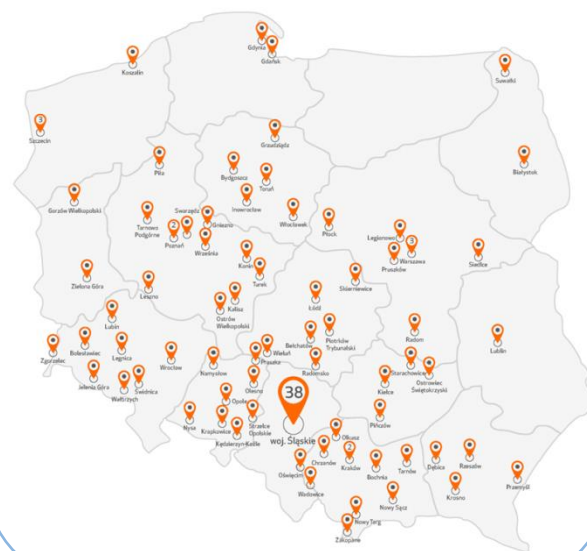 Gdynia
Gdańsk
Koszalin
Suwałki
3
Szczecin
Grudziądz
Piła
Bydgoszcz
Toruń
Białystok
Gorzów Wielkopolski
Inowrocław
Tarnowo
Podgórne
Swarzędz
2
Poznań
Gniezno
Włocławek
Płock
Września
Legionowo
3
Warszawa
Pruszków
Siedlce
Konin
Turek
Zielona Góra
Leszno
Skierniewice
Kalisz
Ostrów
Wielkopolski
Łódź
Lubin
Bełchatów
Piotrków
Trybunalski
Radom
Lublin
Zgorzelec
Bolesławiec
Legnica
Wrocław
Namysłów
Wieluń
Praszka
Radomsko
Starachowice
Ostrowiec
Świętokrzyski
Kielce
Jelenia Góra
Wałbrzych
Świdnica
Olesno
Opole
38
Pińczów
Nysa
Krapkowice
Strzelce
Opolskie
Kędzierzyn-Koźle
woj. Śląskie
Olkusz
Chrzanów
2
Kraków
Oświęcim
Bochnia
Tarnów
Dębica
Rzeszów
Wadowice
Krosno
Przemyśl
Nowy Sącz
Nowy Targ
Zakopane